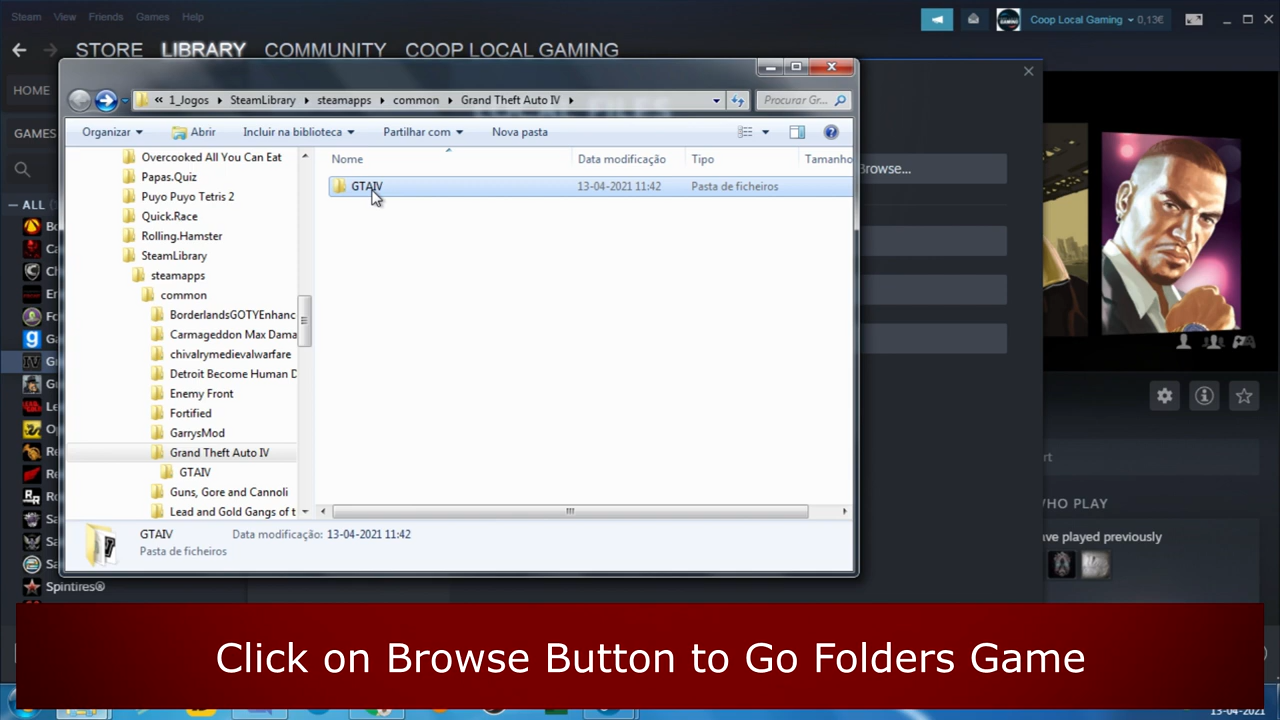 Steam View Friends Games Help
Coop Local Gaming 0,13€
STORE LIBRARY COMMUNITY COOP LOCAL GAMING
HOME
« 1_Jogos SteamLibrary steamapps common Grand Theft Auto IV
Procurar Gr...
Organizar Abrir Incluir na biblioteca Partilhar com Nova pasta
GAMES
Nome Data modificação Tipo Tamanho
Overcooked All You Can Eat
Papas.Quiz
Puyo Puyo Tetris 2
Quick.Race
Rolling.Hamster
SteamLibrary
steamapps
common
BorderlandsGOTYEnhanc
Carmageddon Max Dama
chivalrymedievalwarfare
Detroit Become Human D
Enemy Front
Fortified
GarrysMod
Grand Theft Auto IV
GTAIV
Guns, Gore and Cannoli
Lead and Gold Gangs of t
GTAIV 13-04-2021 11:42 Pasta de ficheiros
Browse...
ALL
GTAIV Data modificação: 13-04-2021 11:42
Pasta de ficheiros
Spintires®
HO PLAY
ave played previously
Click on Browse Button to Go Folders Game
13-04-2021